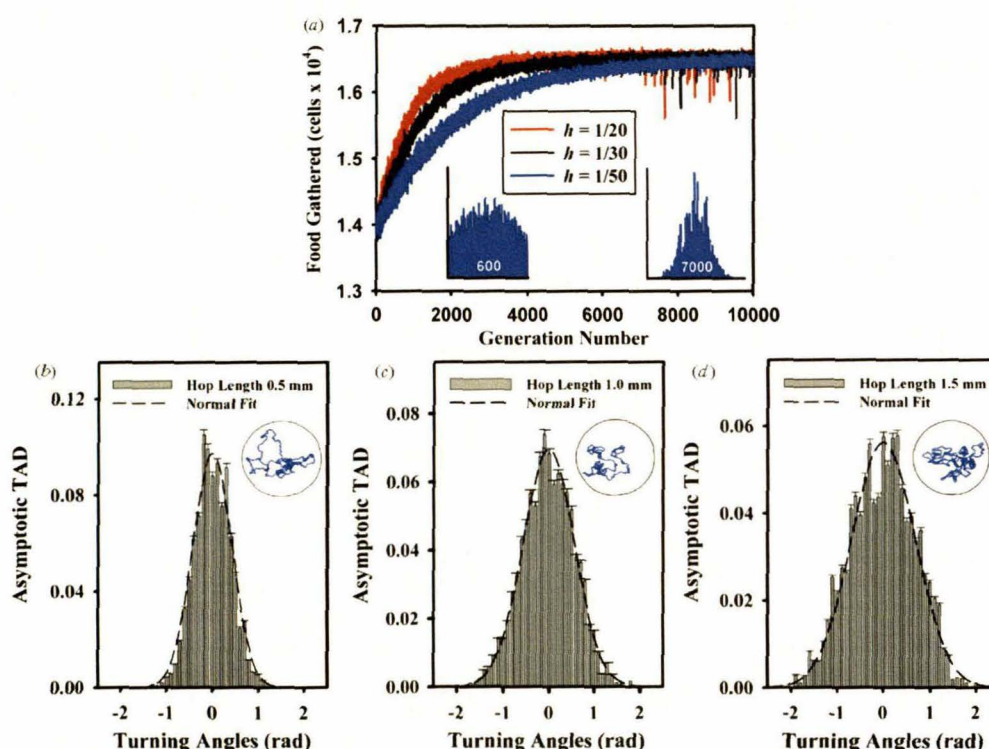 (a)
1.7
1.6
1.5
1.4
1.3
Food Gathered (cells x 10⁴)
h = 1/20
h = 1/30
h = 1/50
600
7000
0
2000
4000
6000
8000
10000
Generation Number
(b)
Hop Length 0.5 mm
Normal Fit
0.12
0.08
0.04
0.00
Asymptotic TAD
-2
-1
0
1
2
Turning Angles (rad)
(c)
Hop Length 1.0 mm
Normal Fit
0.08
0.06
0.04
0.02
0.00
Asymptotic TAD
-2
-1
0
1
2
Turning Angles (rad)
(d)
Hop Length 1.5 mm
Normal Fit
0.06
0.04
0.02
0.00
Asymptotic TAD
-2
-1
0
1
2
Turning Angles (rad)